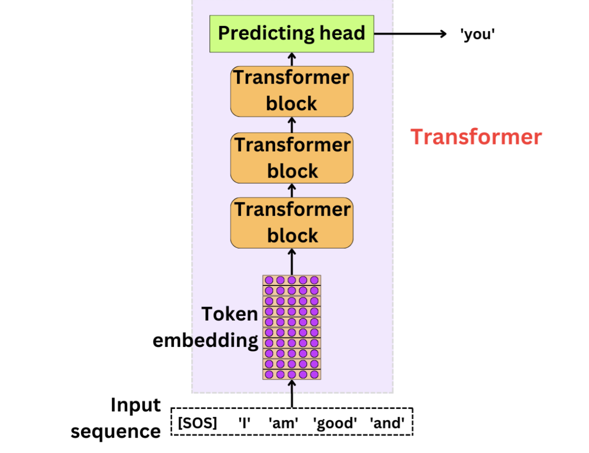 Predicting head
'you'
Transformer
block
Transformer
Transformer
block
Transformer
block
Token
embedding
Input
sequence
[SOS] 'I' 'am' 'good' 'and'